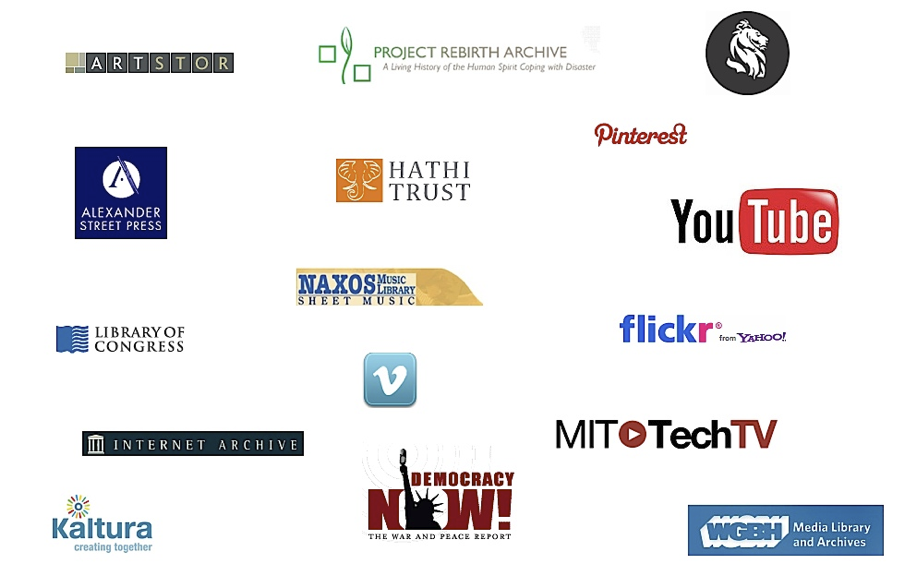 ARTSTOR
PROJECT REBIRTH ARCHIVE
A Living History of the Human Spirit Coping with Disaster
Pinterest
A
ALEXANDER
STREET PRESS
HATHI
TRUST
YouTube
NAXOS MUSIC LIBRARY
SHEET MUSIC
LIBRARY OF
CONGRESS
flickr® from YAHOO!
v
INTERNET ARCHIVE
MIT TechTV
DEMOCRACY
NOW!
THE WAR AND PEACE REPORT
Kaltura
creating together
WGBH Media Library
and Archives